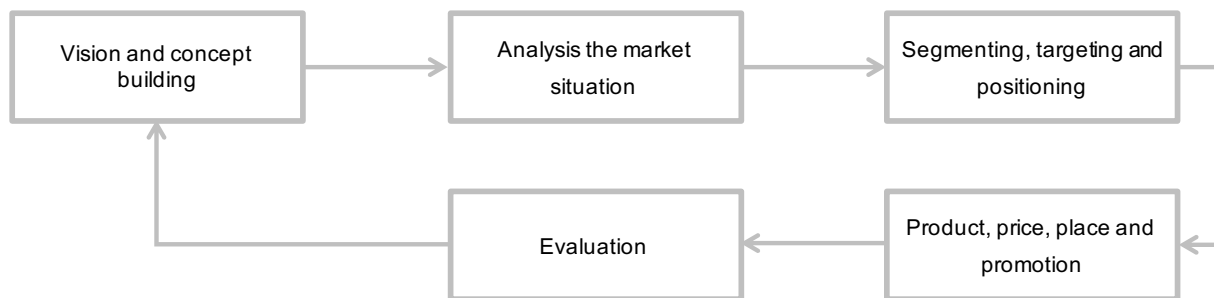 Vision and concept
building
Analysis the market
situation
Segmenting, targeting and
positioning
Evaluation
Product, price, place and
promotion